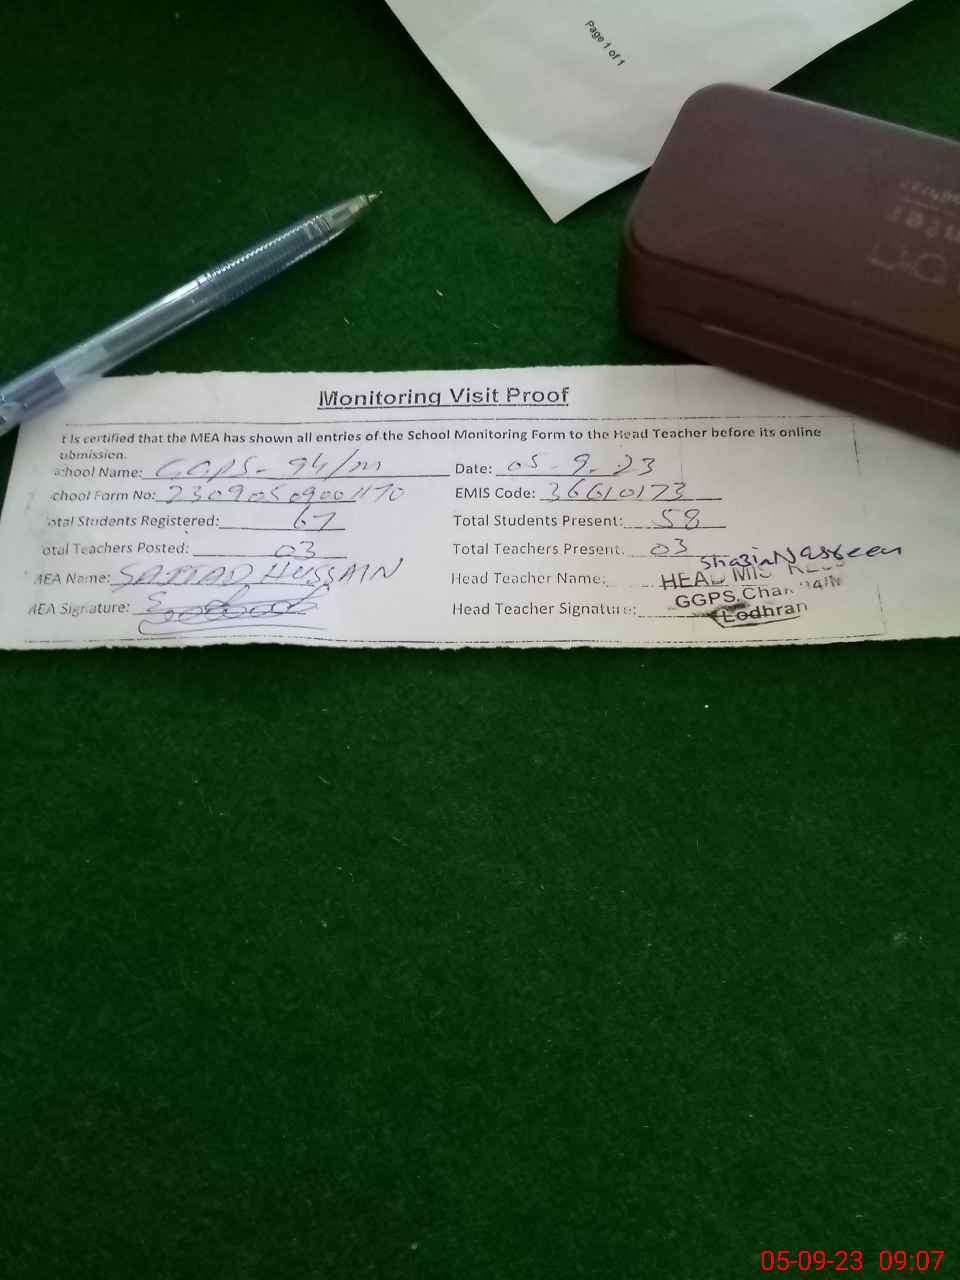 Page 1 of 1
Monitoring Visit Proof
t is certified that the MEA has shown all entries of the School Monitoring Form to the Head Teacher before its online
ubmission.
chool Name: GGPS- 94/m Date: 05-9-23
chool Form No: EMIS Code: 36610173
otal Students Registered: 67 Total Students Present: 58
otal Teachers Posted: 03 Total Teachers Present: 03
MEA Name: SAJJAD HUSSAIN Head Teacher Name: Shazia Nasreen
HEAD MIS
AEA Signature: Head Teacher Signature: GGPS.Chak 94/M
Lodhran
05-09-23 09:07